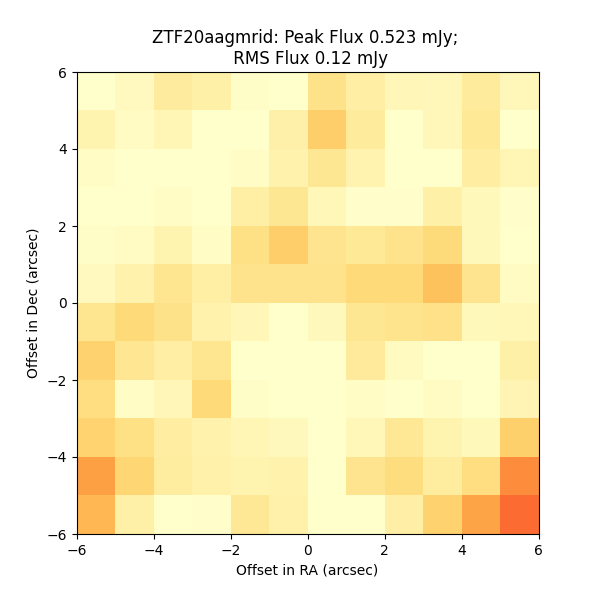 ZTF20aagmrid: Peak Flux 0.523 mJy;
RMS Flux 0.12 mJy
6
4
2
0
−2
−4
−6
Offset in Dec (arcsec)
−6 −4 −2 0 2 4 6
Offset in RA (arcsec)